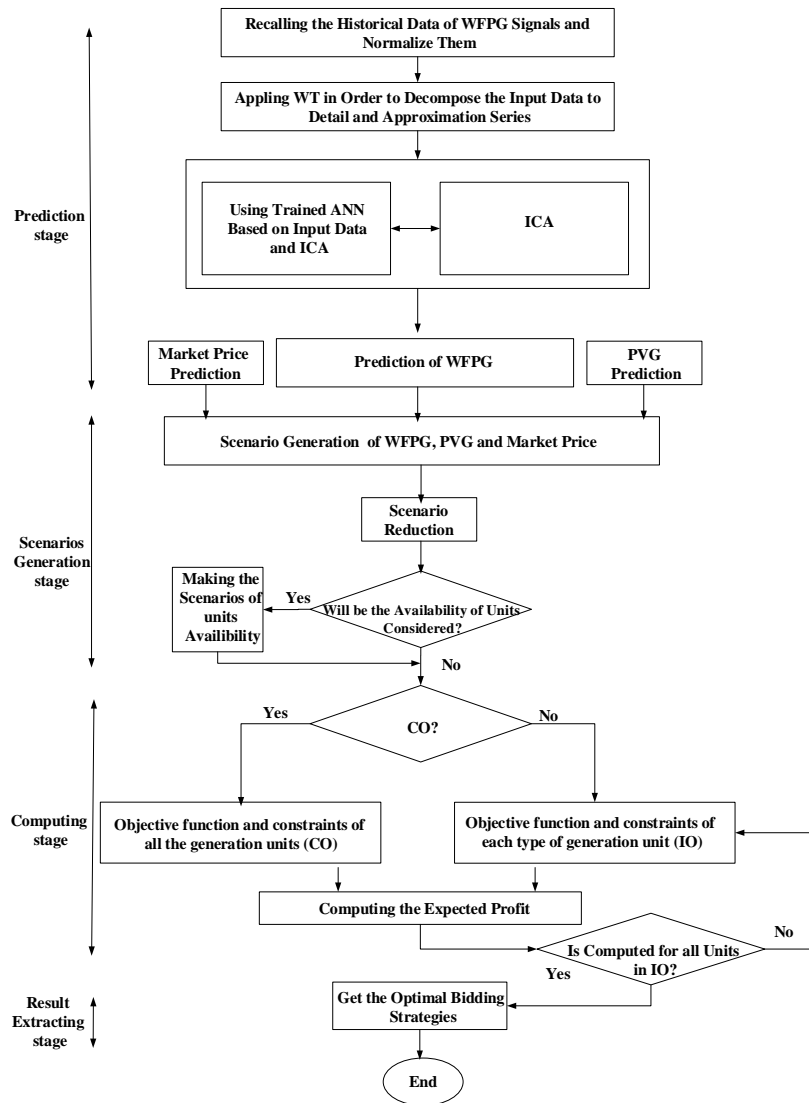 Recalling the Historical Data of WFPG Signals and
Normalize Them
Appling WT in Order to Decompose the Input Data to
Detail and Approximation Series
Prediction
stage
Using Trained ANN
Based on Input Data
and ICA
ICA
Market Price
Prediction
Prediction of WFPG
PVG
Prediction
Scenario Generation of WFPG, PVG and Market Price
Scenario
Reduction
Scenarios
Generation
stage
Making the
Scenarios of
units
Availibility
Yes
Will be the Availability of Units
Considered?
No
Yes
CO?
No
Computing
stage
Objective function and constraints of
all the generation units (CO)
Objective function and constraints of
each type of generation unit (IO)
Computing the Expected Profit
Is Computed for all Units
in IO?
No
Yes
Result
Extracting
stage
Get the Optimal Bidding
Strategies
End